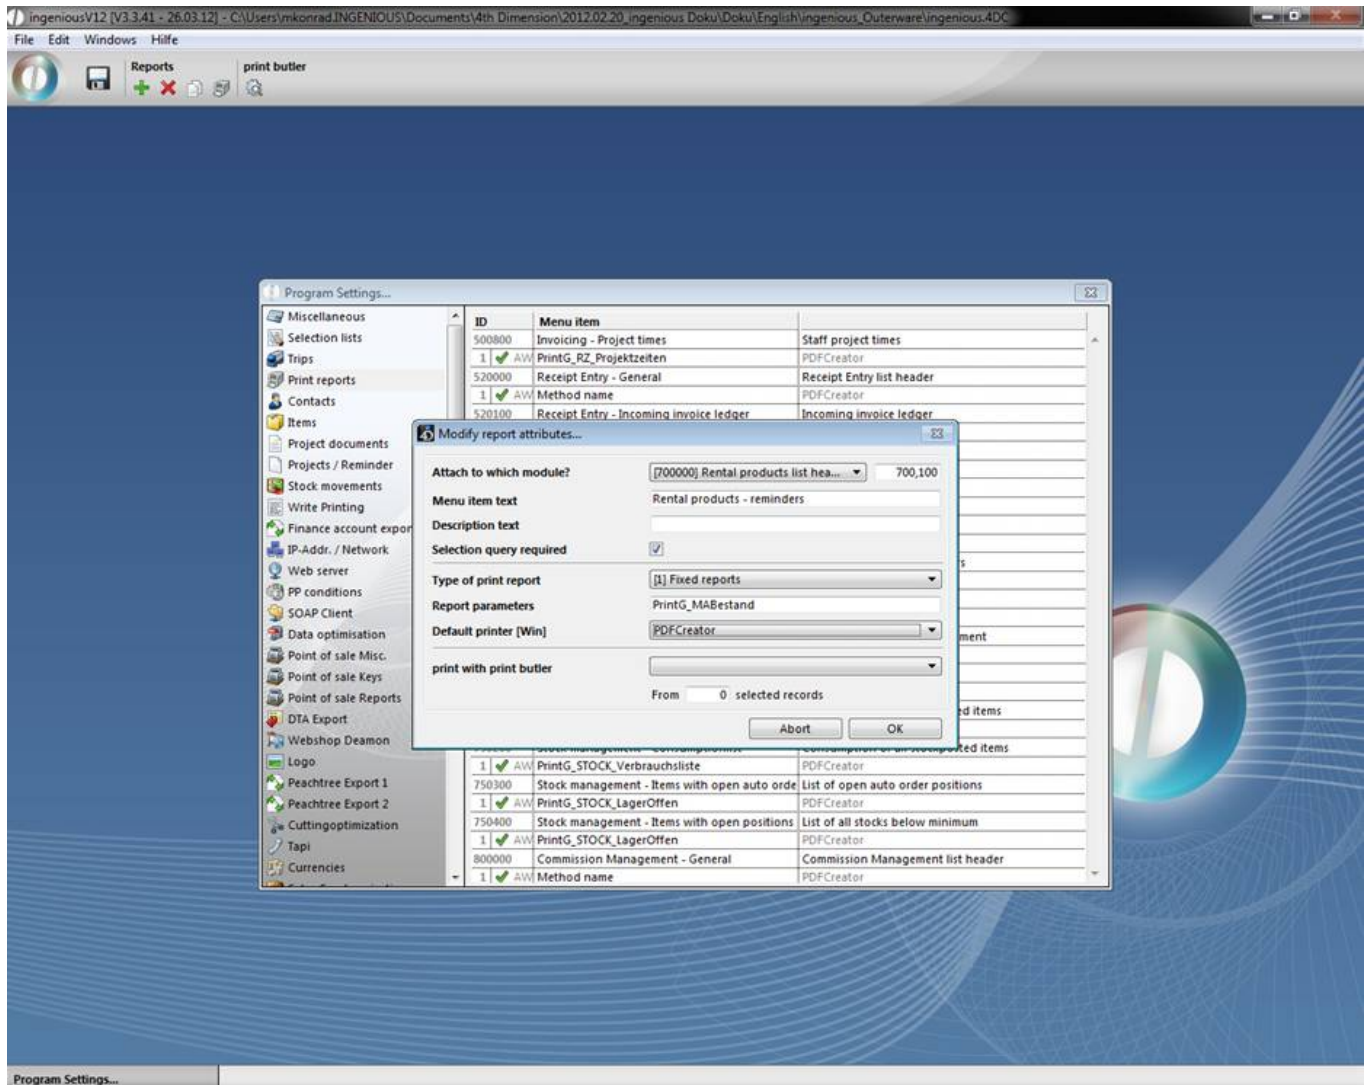 ingeniousV12 [V3.3.41 - 26.03.12] - C:\Users\mkonrad.INGENIOUS\Documents\4th Dimension\2012.02.20_ingenious Doku\Doku\English\ingenious_Outerware\ingenious.4DC
File Edit Windows Hilfe
Reports print butler
Program Settings...
Miscellaneous
Selection lists
Trips
Print reports
Contacts
Items
Project documents
Projects / Reminder
Stock movements
Write Printing
Finance account expor
IP-Addr. / Network
Web server
PP conditions
SOAP Client
Data optimisation
Point of sale Misc.
Point of sale Keys
Point of sale Reports
DTA Export
Webshop Deamon
Logo
Peachtree Export 1
Peachtree Export 2
Cuttingoptimization
Tapi
Currencies
ID Menu item
500800 Invoicing - Project times Staff project times
1 AW PrintG_RZ_Projektzeiten PDFCreator
520000 Receipt Entry - General Receipt Entry list header
1 AW Method name PDFCreator
520100 Receipt Entry - Incoming invoice ledger Incoming invoice ledger
Modify report attributes...
Attach to which module? [700000] Rental products list hea... 700,100
Menu item text Rental products - reminders
Description text
Selection query required
Type of print report [1] Fixed reports
Report parameters PrintG_MABestand
Default printer [Win] PDFCreator
print with print butler
From 0 selected records
Abort OK
ment
ed items
1 AW PrintG_STOCK_Verbrauchsliste PDFCreator
750300 Stock management - Items with open auto orde List of open auto order positions
1 AW PrintG_STOCK_LagerOffen PDFCreator
750400 Stock management - Items with open positions List of all stocks below minimum
1 AW PrintG_STOCK_LagerOffen PDFCreator
800000 Commission Management - General Commission Management list header
1 AW Method name PDFCreator
Program Settings...